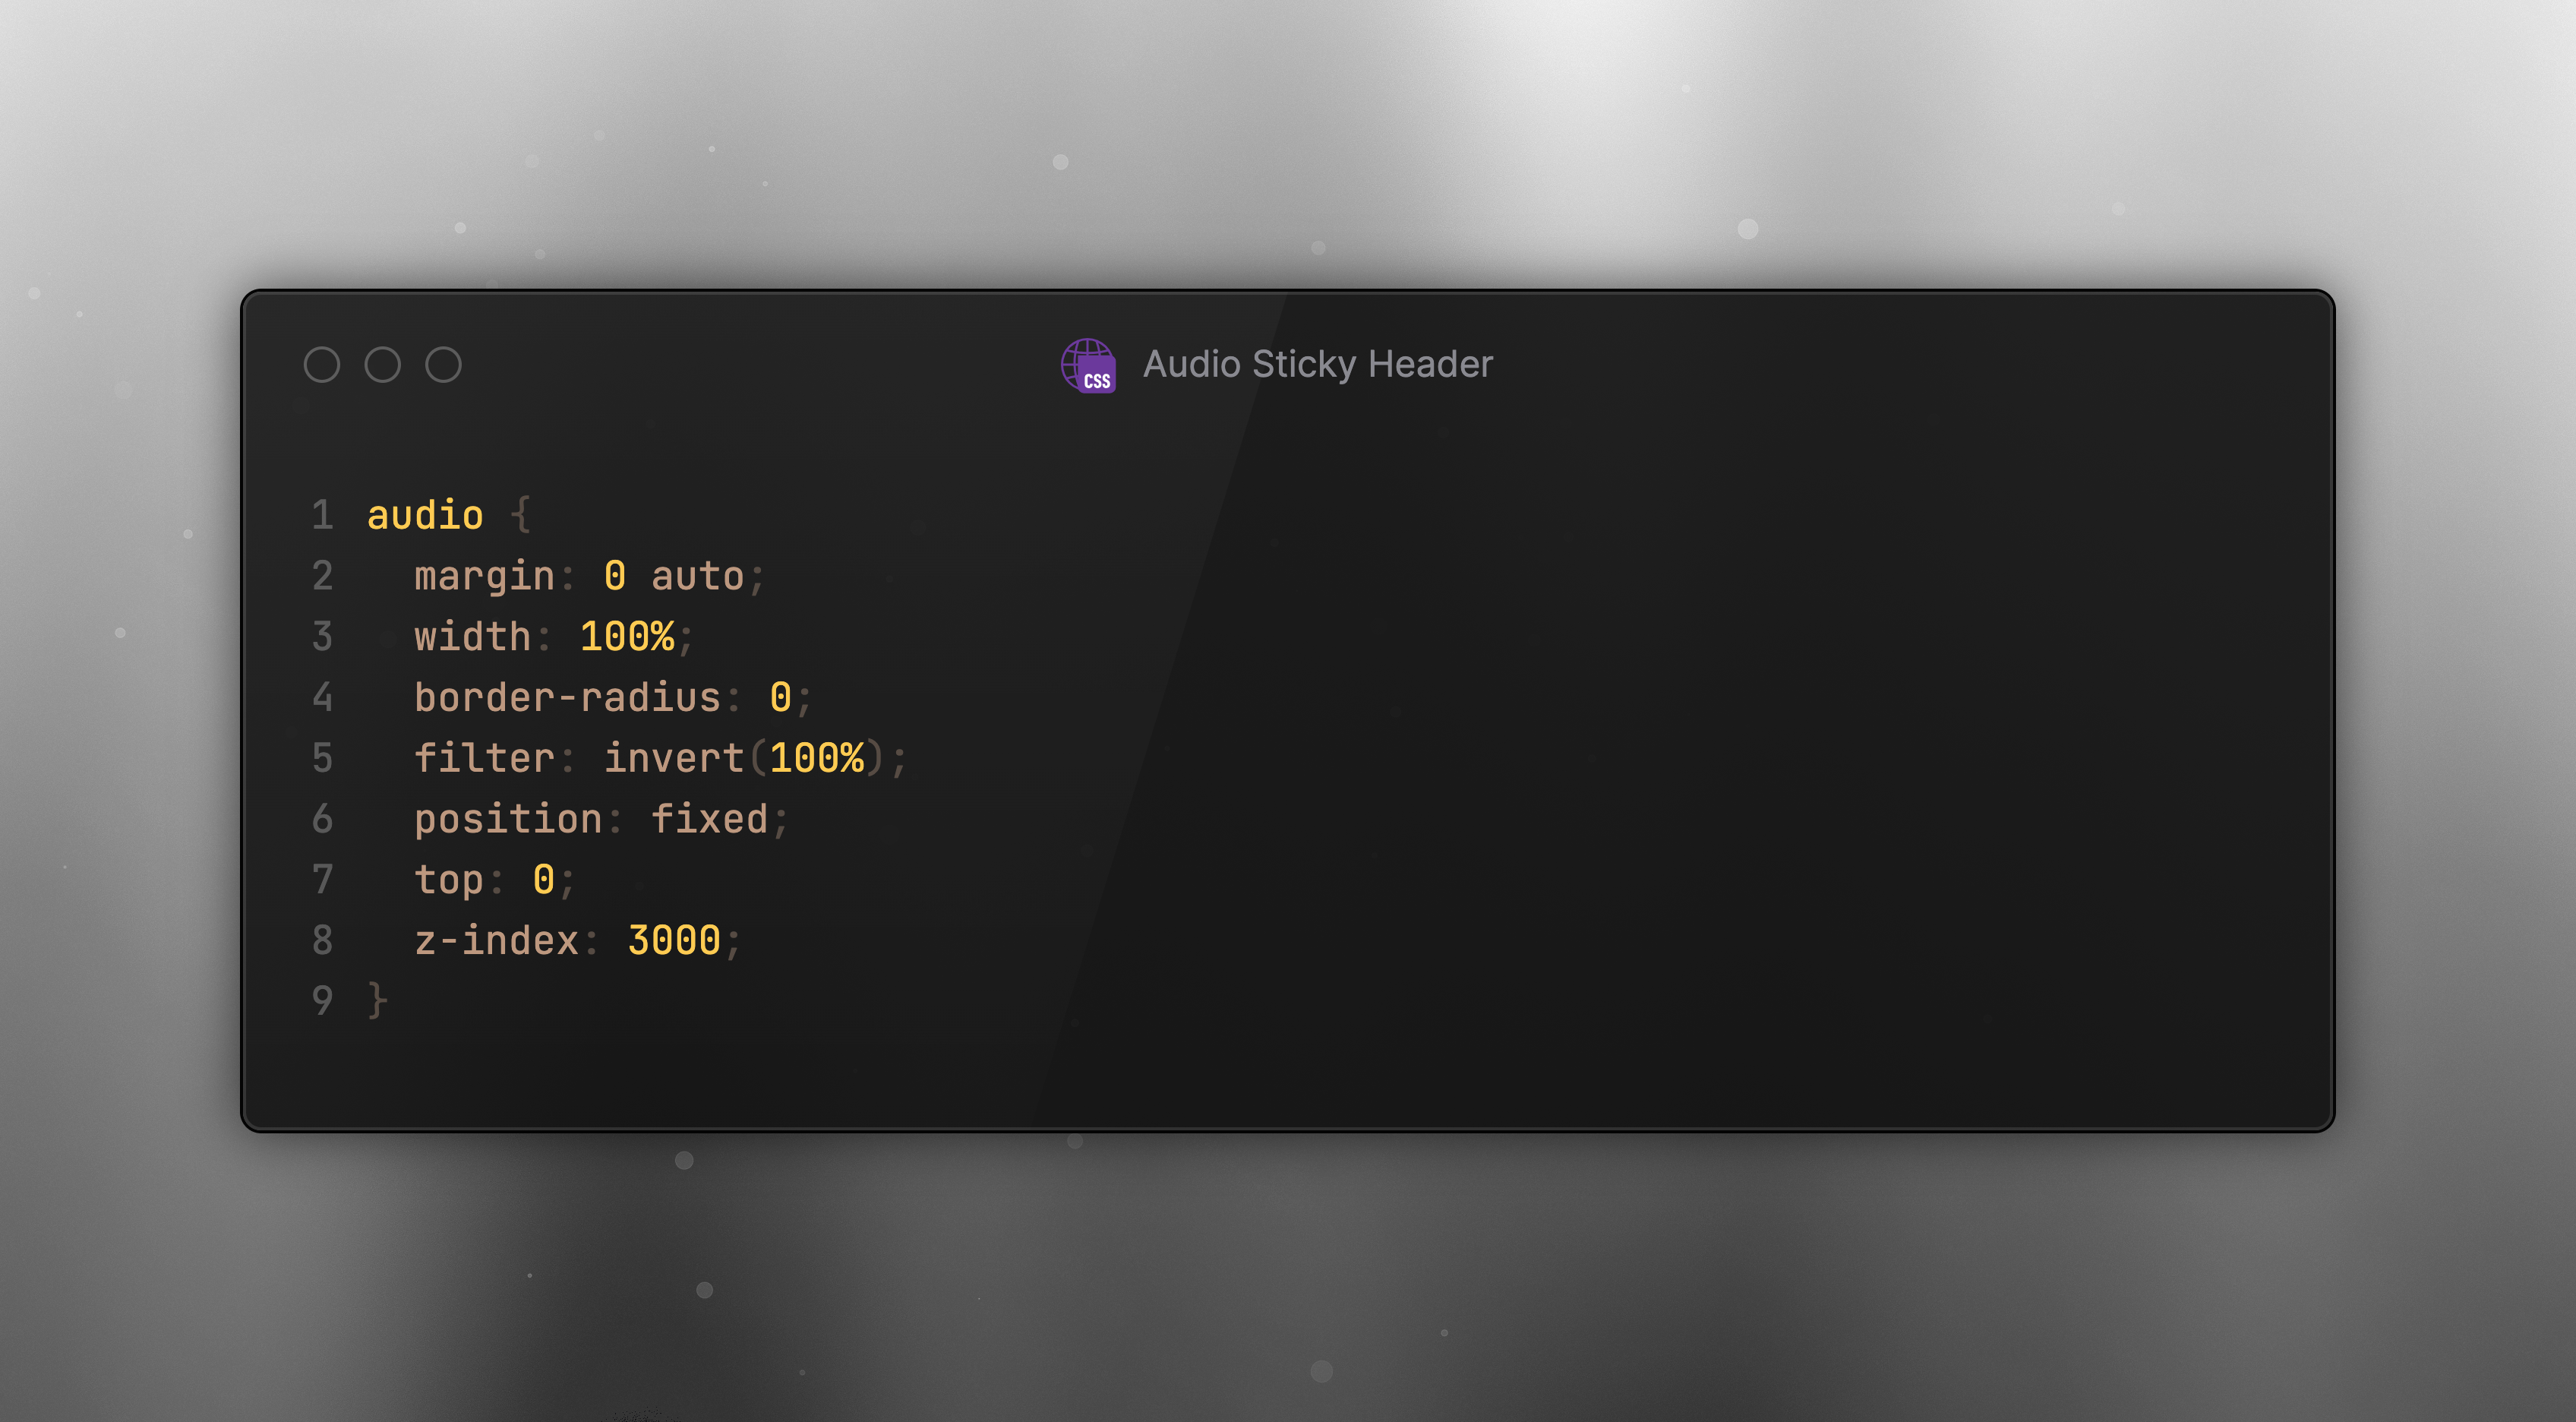 CSS Audio Sticky Header
1 audio {
2   margin: 0 auto;
3   width: 100%;
4   border-radius: 0;
5   filter: invert(100%);
6   position: fixed;
7   top: 0;
8   z-index: 3000;
9 }